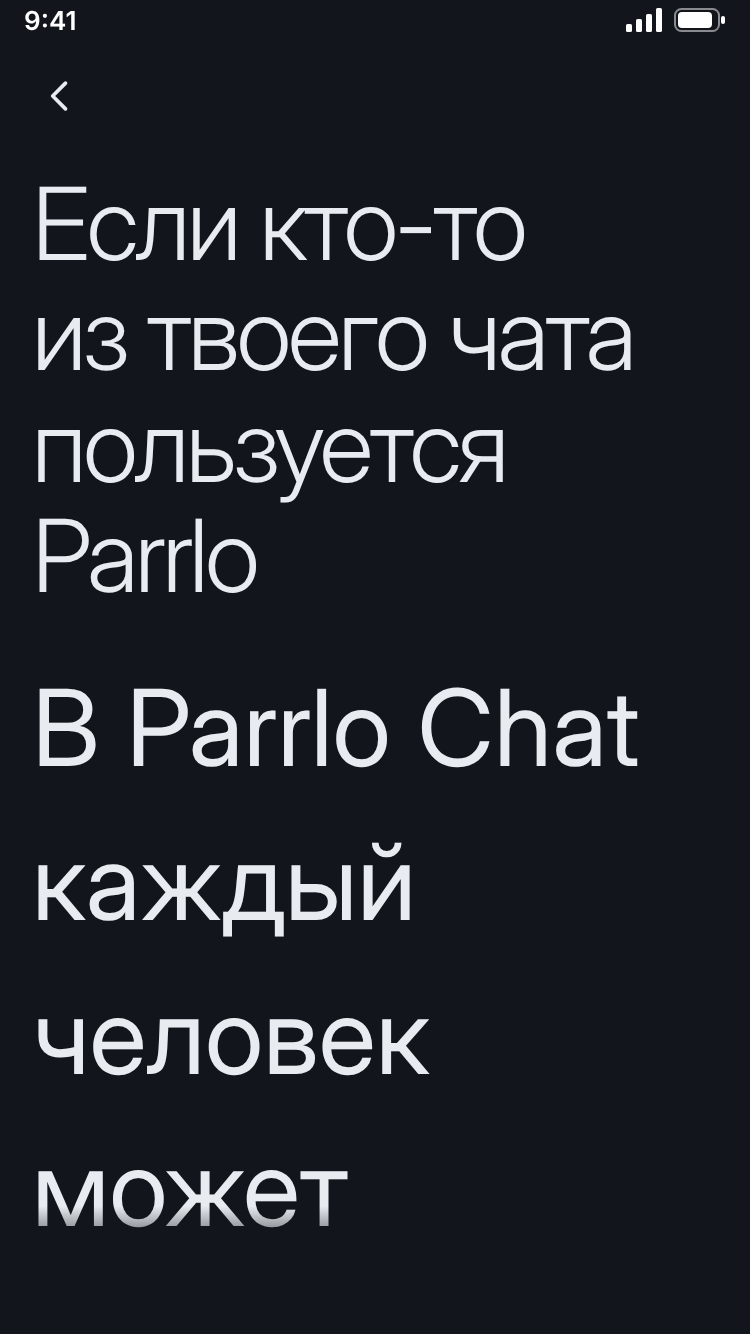 9:41
Если кто-то
из твоего чата
пользуется
Parrlo
В Parrlo Chat
каждый
человек
может